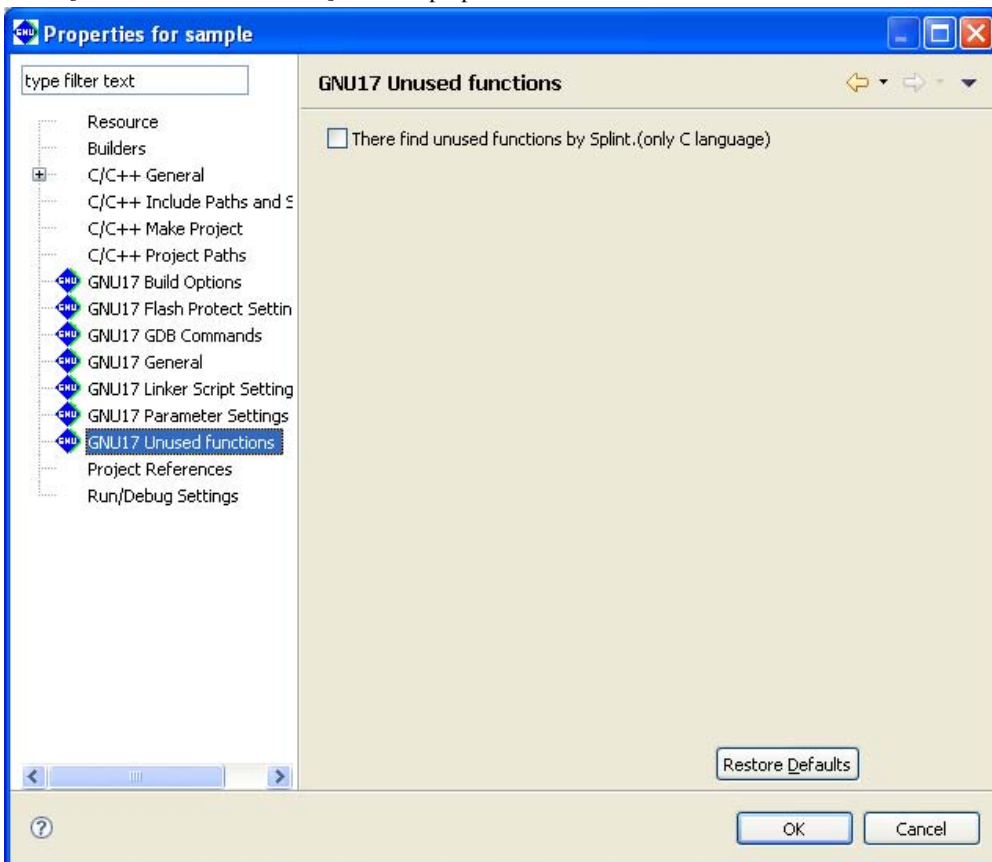 Properties for sample
type filter text
GNU17 Unused functions
Resource
Builders
C/C++ General
C/C++ Include Paths and S
C/C++ Make Project
C/C++ Project Paths
GNU17 Build Options
GNU17 Flash Protect Settin
GNU17 GDB Commands
GNU17 General
GNU17 Linker Script Setting
GNU17 Parameter Settings
GNU17 Unused functions
Project References
Run/Debug Settings
There find unused functions by Splint.(only C language)
Restore Defaults
OK
Cancel